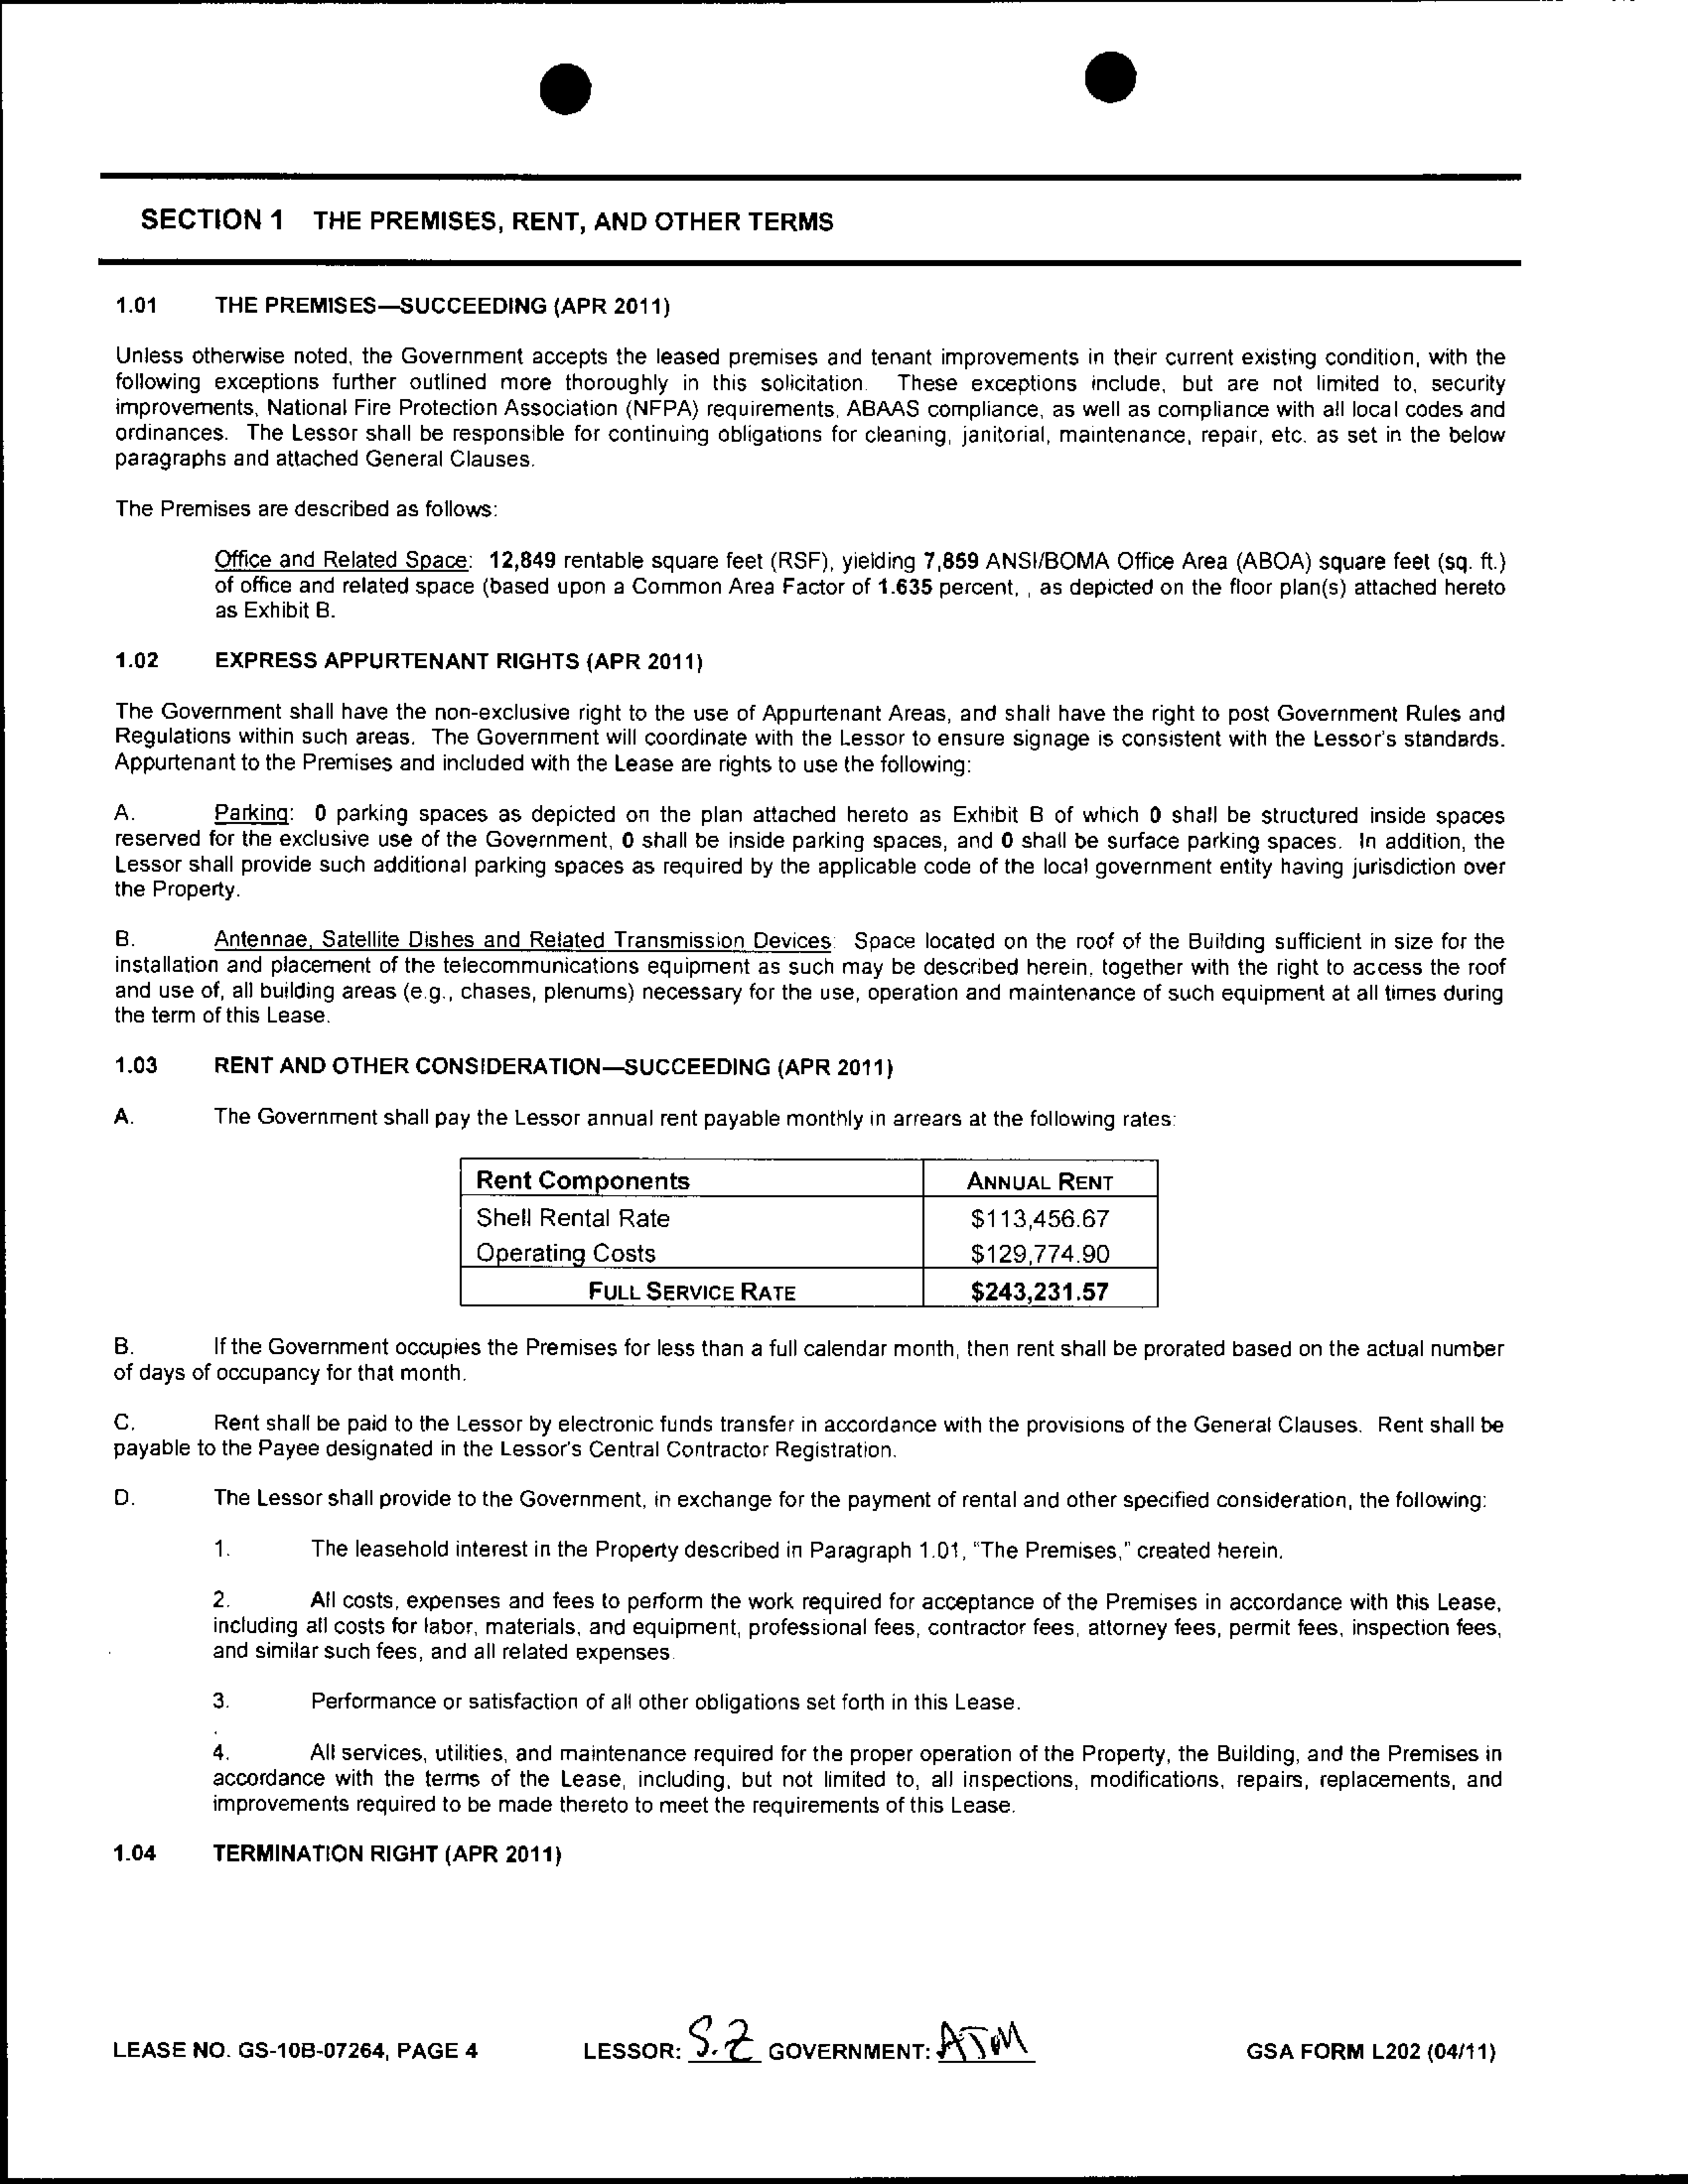 SECTION 1 THE PREMISES, RENT, AND OTHER TERMS
1.01 THE PREMISES—SUCCEEDING (APR 2011)
Unless otherwise noted, the Government accepts the leased premises and tenant improvements in their current existing condition, with the
following exceptions further outlined more thoroughly in this solicitation. These exceptions include, but are not limited to, security
improvements, National Fire Protection Association (NFPA) requirements, ABAAS compliance, as well as compliance with all local codes and
ordinances. The Lessor shall be responsible for continuing obligations for cleaning, janitorial, maintenance, repair, etc. as set in the below
paragraphs and attached General Clauses.
The Premises are described as follows:
Office and Related Space: 12,849 rentable square feet (RSF), yielding 7,859 ANSI/BOMA Office Area (ABOA) square feet (sq. ft.)
of office and related space (based upon a Common Area Factor of 1.635 percent, , as depicted on the floor plan(s) attached hereto
as Exhibit B.
1.02 EXPRESS APPURTENANT RIGHTS (APR 2011)
The Government shall have the non-exclusive right to the use of Appurtenant Areas, and shall have the right to post Government Rules and
Regulations within such areas. The Government will coordinate with the Lessor to ensure signage is consistent with the Lessor's standards.
Appurtenant to the Premises and included with the Lease are rights to use the following:
A. Parking: 0 parking spaces as depicted on the plan attached hereto as Exhibit B of which 0 shall be structured inside spaces
reserved for the exclusive use of the Government, 0 shall be inside parking spaces, and 0 shall be surface parking spaces. In addition, the
Lessor shall provide such additional parking spaces as required by the applicable code of the local government entity having jurisdiction over
the Property.
B. Antennae, Satellite Dishes and Related Transmission Devices: Space located on the roof of the Building sufficient in size for the
installation and placement of the telecommunications equipment as such may be described herein, together with the right to access the roof
and use of, all building areas (e.g., chases, plenums) necessary for the use, operation and maintenance of such equipment at all times during
the term of this Lease.
1.03 RENT AND OTHER CONSIDERATION—SUCCEEDING (APR 2011)
A. The Government shall pay the Lessor annual rent payable monthly in arrears at the following rates:
Rent Components ANNUAL RENT
Shell Rental Rate $113,456.67
Operating Costs $129,774.90
FULL SERVICE RATE $243,231.57
B. If the Government occupies the Premises for less than a full calendar month, then rent shall be prorated based on the actual number
of days of occupancy for that month.
C. Rent shall be paid to the Lessor by electronic funds transfer in accordance with the provisions of the General Clauses. Rent shall be
payable to the Payee designated in the Lessor's Central Contractor Registration.
D. The Lessor shall provide to the Government, in exchange for the payment of rental and other specified consideration, the following:
1. The leasehold interest in the Property described in Paragraph 1.01, "The Premises," created herein.
2. All costs, expenses and fees to perform the work required for acceptance of the Premises in accordance with this Lease,
including all costs for labor, materials, and equipment, professional fees, contractor fees, attorney fees, permit fees, inspection fees,
and similar such fees, and all related expenses.
3. Performance or satisfaction of all other obligations set forth in this Lease.
4. All services, utilities, and maintenance required for the proper operation of the Property, the Building, and the Premises in
accordance with the terms of the Lease, including, but not limited to, all inspections, modifications, repairs, replacements, and
improvements required to be made thereto to meet the requirements of this Lease.
1.04 TERMINATION RIGHT (APR 2011)
LEASE NO. GS-10B-07264, PAGE 4 LESSOR: S.Z GOVERNMENT: ATM GSA FORM L202 (04/11)